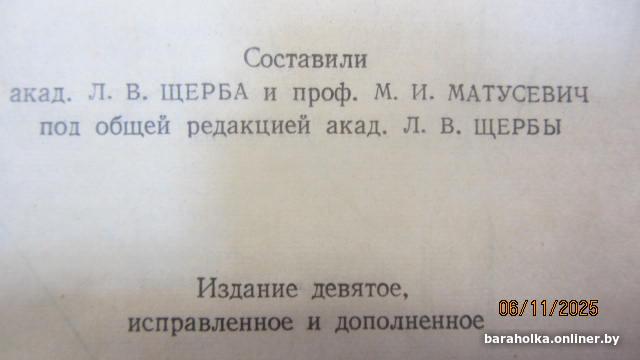 Составили
акад. Л. В. ЩЕРБА и проф. М. И. МАТУСЕВИЧ
под общей редакцией акад. Л. В. ЩЕРБЫ
Издание девятое,
исправленное и дополненное
06/11/2025
baraholka.onliner.by